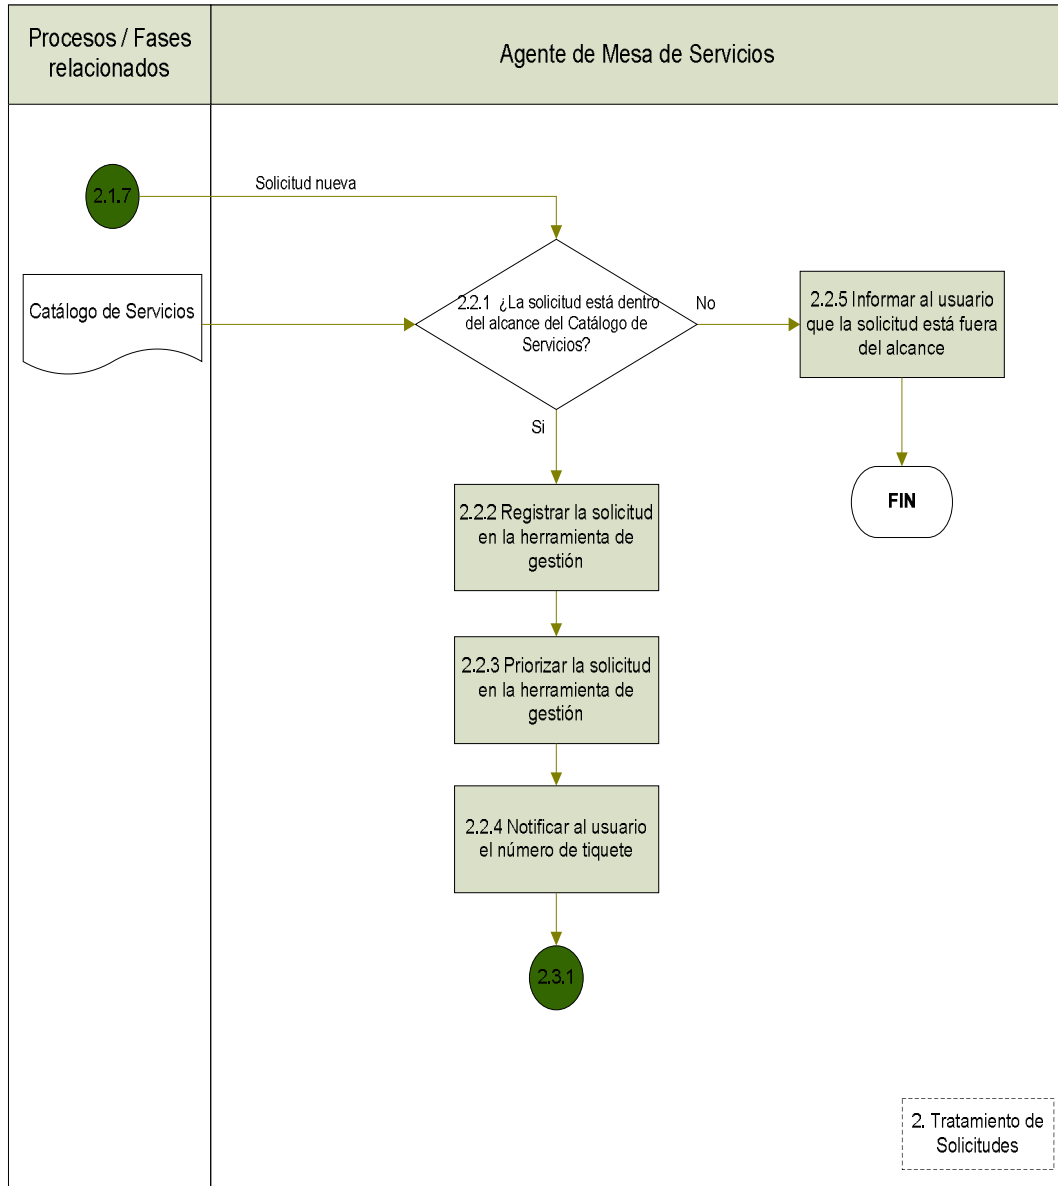 Procesos / Fases
relacionados
Agente de Mesa de Servicios
2.1.7
Solicitud nueva
Catálogo de Servicios
2.2.1 ¿La solicitud está dentro
del alcance del Catálogo de
Servicios?
No
2.2.5 Informar al usuario
que la solicitud está fuera
del alcance
Si
FIN
2.2.2 Registrar la solicitud
en la herramienta de
gestión
2.2.3 Priorizar la solicitud
en la herramienta de
gestión
2.2.4 Notificar al usuario
el número de tiquete
2.3.1
2. Tratamiento de
Solicitudes